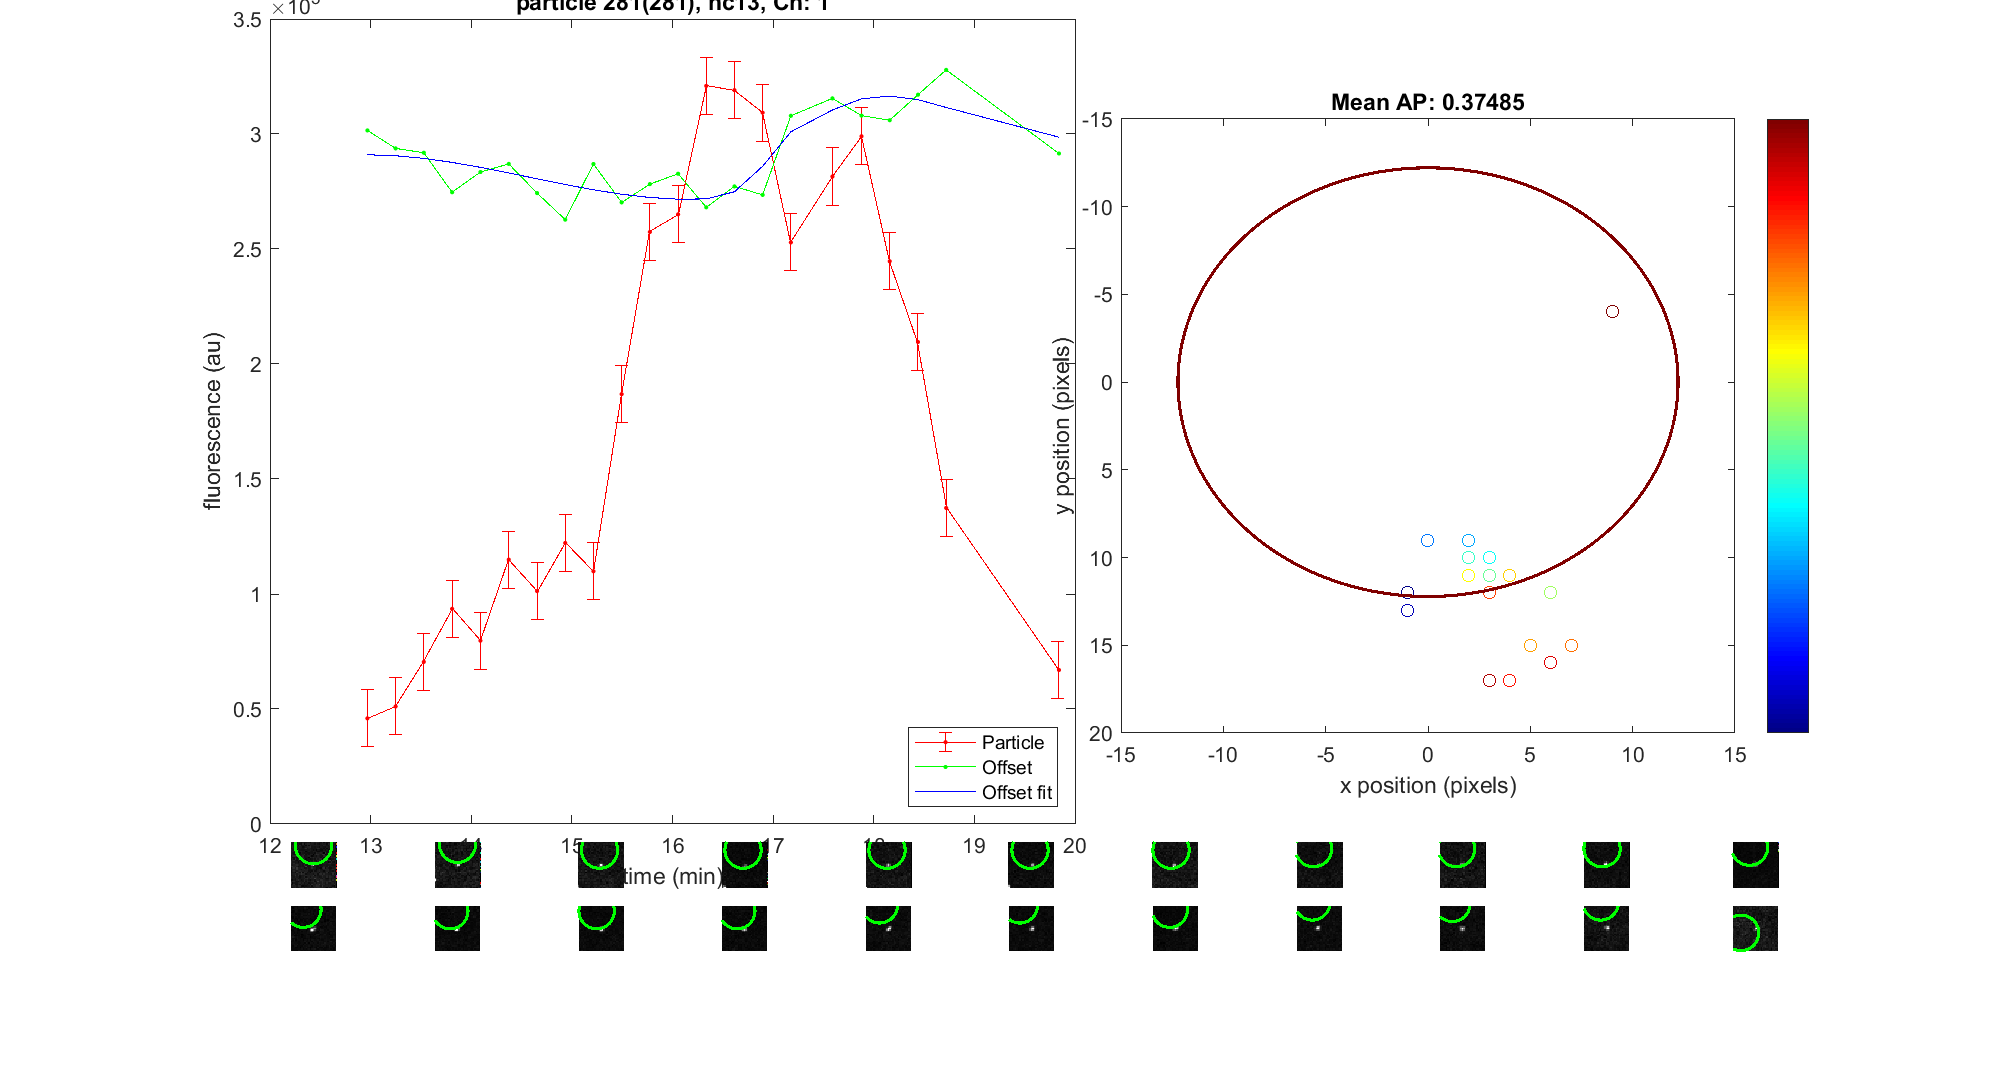 particle 281(281), nc13, Ch: 1
3.5
3
2.5
2
1.5
1
0.5
0
fluorescence (au)
12 13 15 16 17 19 20
time (min)
Particle
Offset
Offset fit
Mean AP: 0.37485
-15
-10
-5
0
5
10
15
20
y position (pixels)
-15 -10 -5 0 5 10 15
x position (pixels)